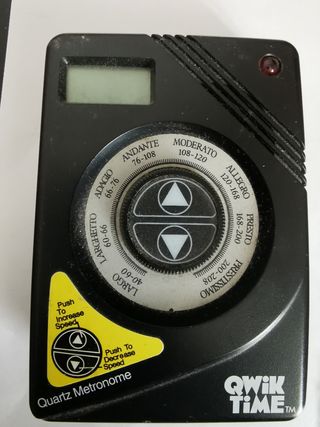 LARGO
40-60
LARGHETTO
60-66
ADAGIO
66-76
ANDANTE
76-108
MODERATO
108-120
ALLEGRO
120-168
PRESTO
168-200
PRESTISSIMO
200-208
Push
To
Increase
Speed
Push To
Decrease
Speed
Quartz Metronome
QWiK
TiME™